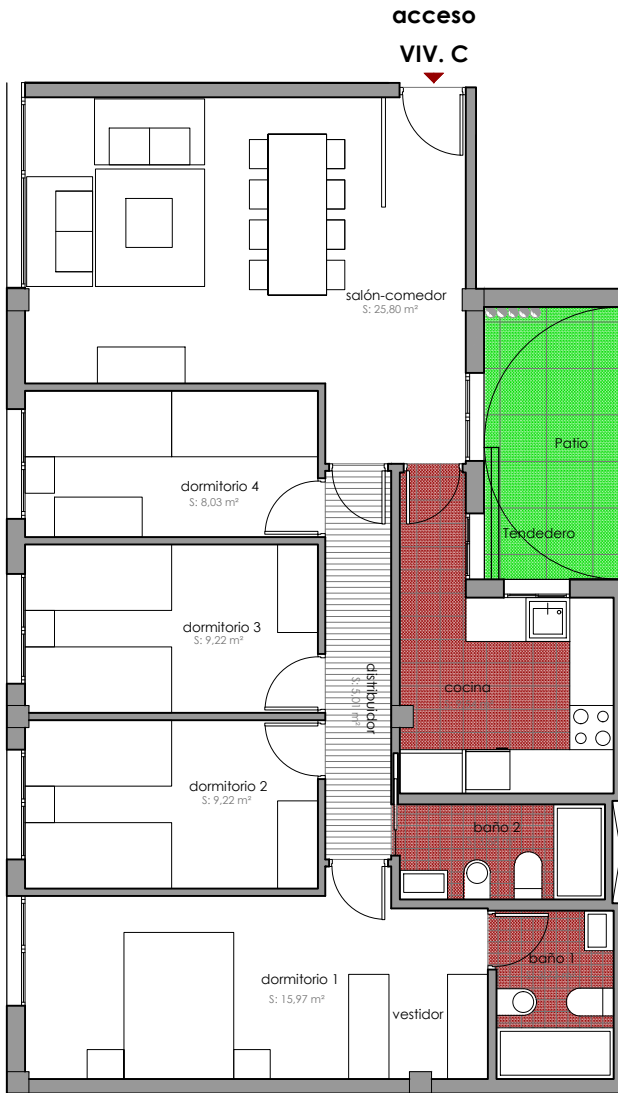 acceso
VIV. C
salón-comedor
S: 25,80 m²
Patio
dormitorio 4
S: 8,03 m²
Tendedero
dormitorio 3
S: 9,22 m²
distribuidor
S: 5,01 m²
cocina
dormitorio 2
S: 9,22 m²
baño 2
baño 1
dormitorio 1
S: 15,97 m²
vestidor